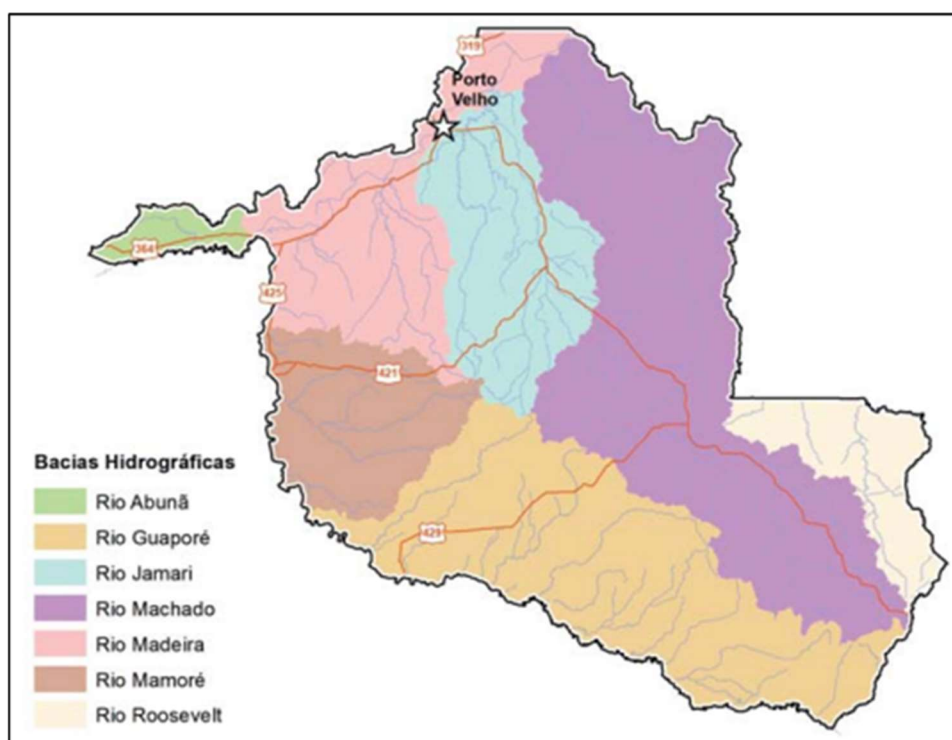 319
Porto
Velho
364
425
421
429
Bacias Hidrográficas
Rio Abunã
Rio Guaporé
Rio Jamari
Rio Machado
Rio Madeira
Rio Mamoré
Rio Roosevelt